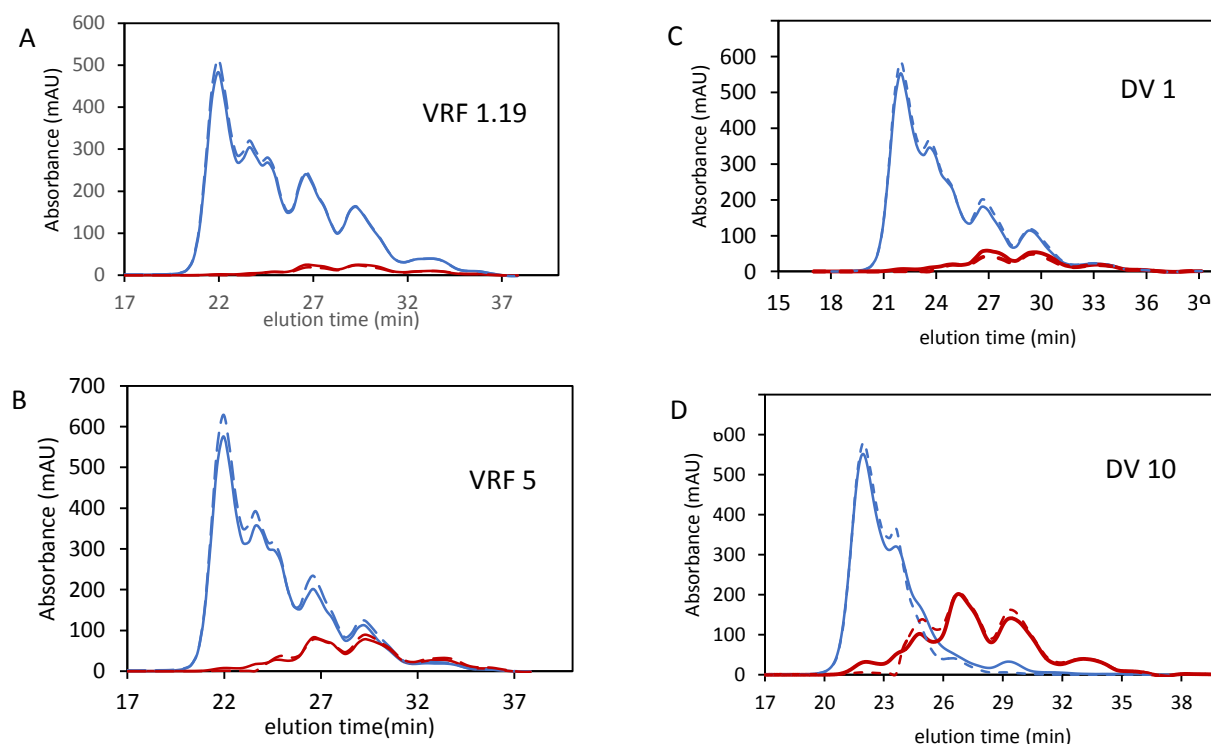 A
600
500
400
300
200
100
0
Absorbance (mAU)
VRF 1.19
17 22 27 32 37
elution time (min)
C
600
500
400
300
200
100
0
Absorbance (mAU)
DV 1
15 18 21 24 27 30 33 36 39
elution time (min)
B
700
600
500
400
300
200
100
0
Absorbance (mAU)
VRF 5
17 22 27 32 37
elution time(min)
D
600
500
400
300
200
100
0
Absorbance (mAU)
DV 10
17 20 23 26 29 32 35 38
elution time (min)